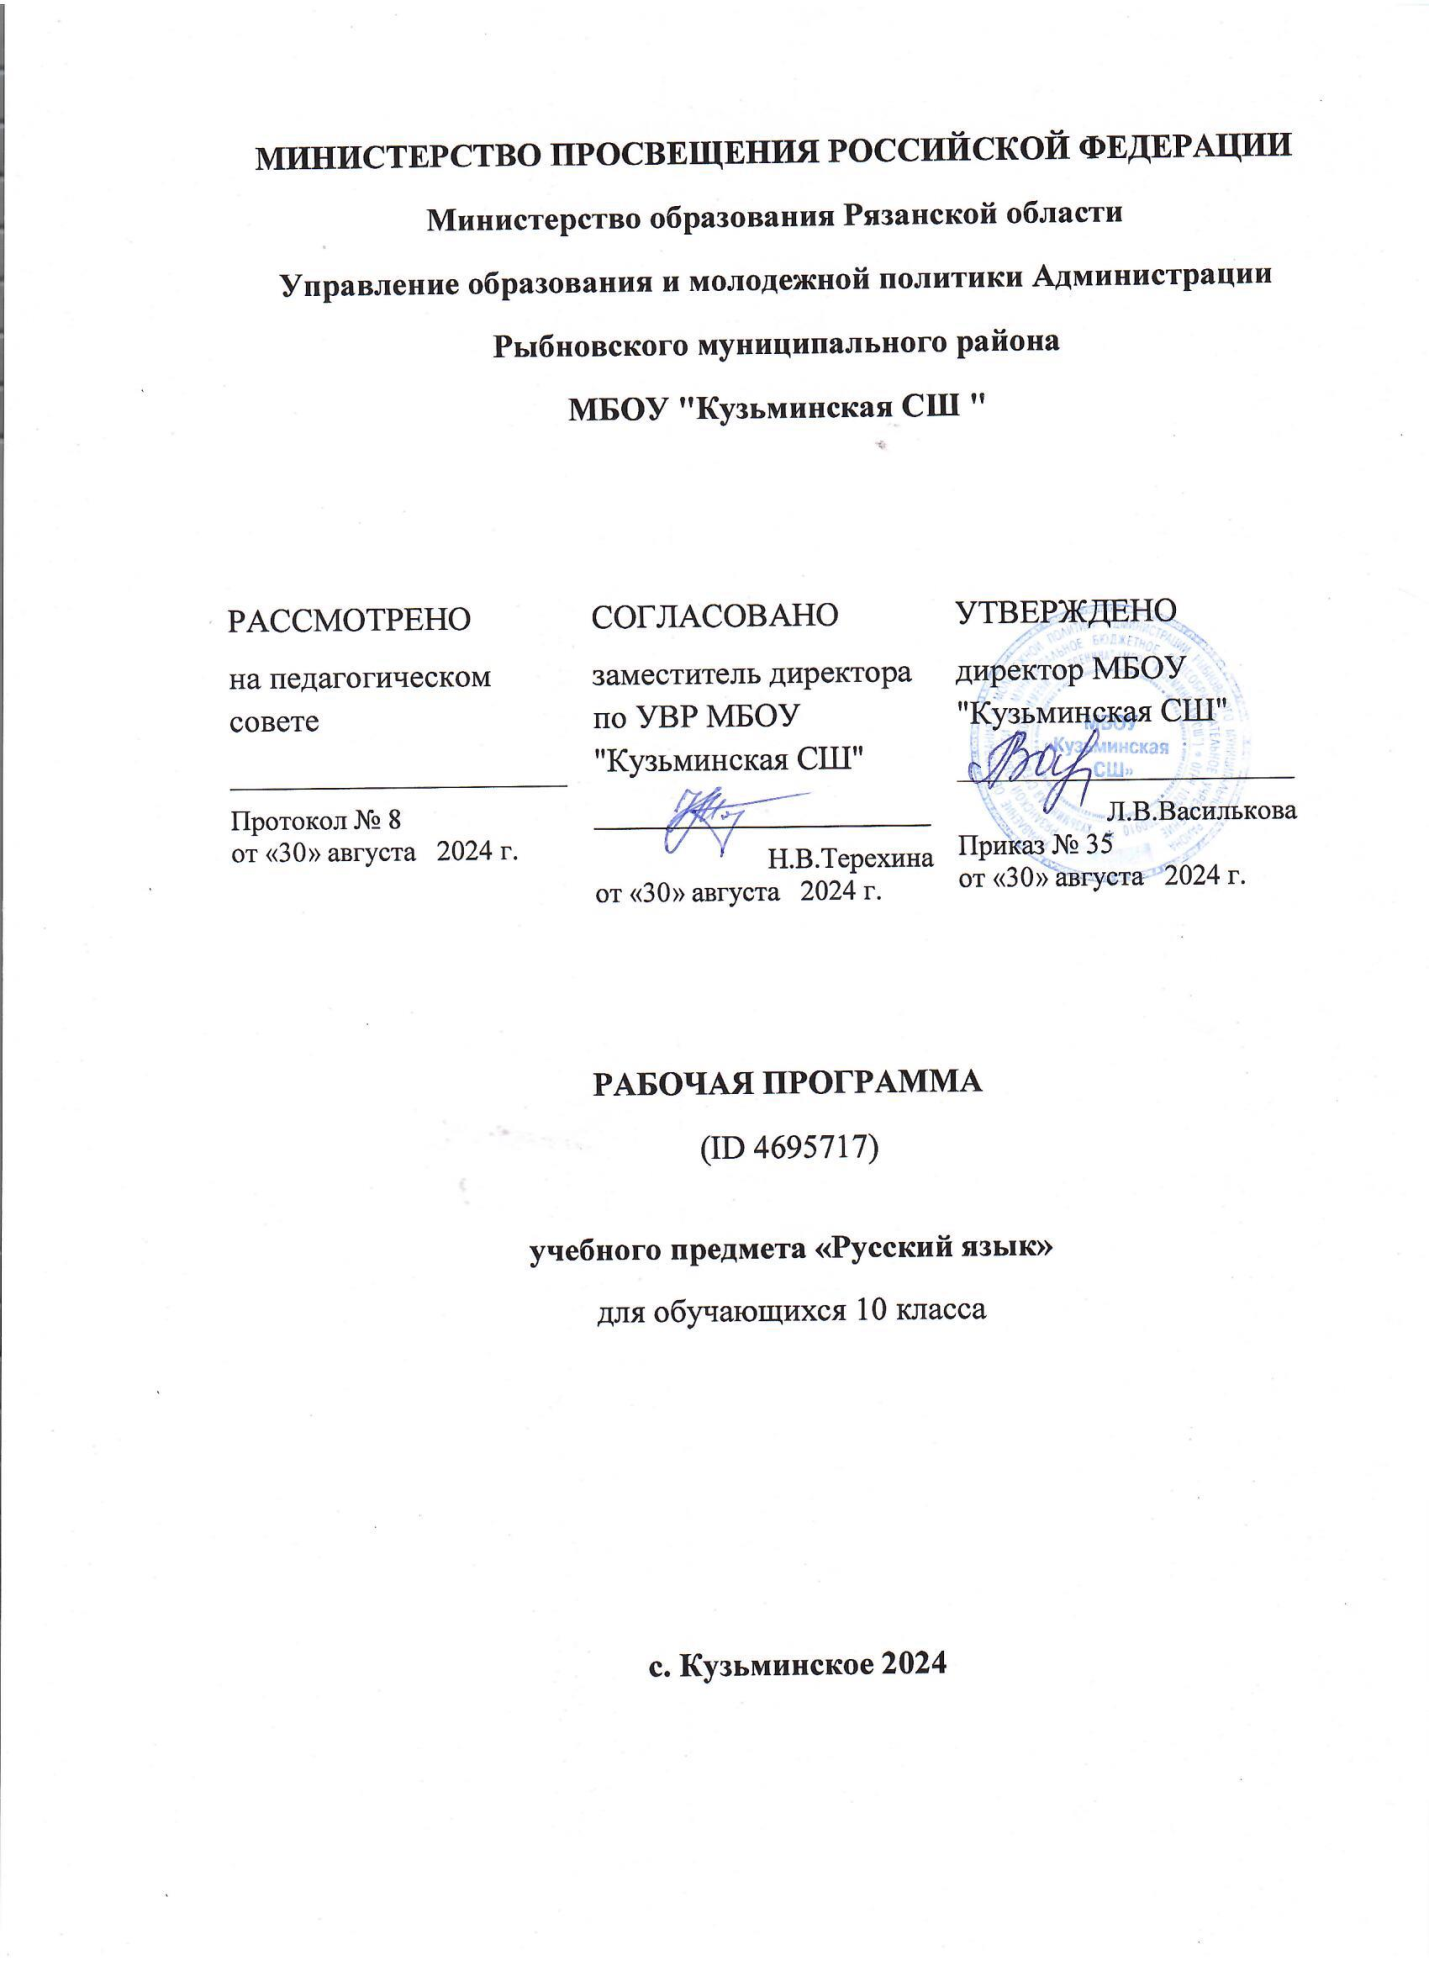 МИНИСТЕРСТВО ПРОСВЕЩЕНИЯ РОССИЙСКОЙ ФЕДЕРАЦИИ
Министерство образования Рязанской области
Управление образования и молодежной политики Администрации
Рыбновского муниципального района
МБОУ "Кузьминская СШ "
РАССМОТРЕНО
на педагогическом
совете
Протокол № 8
от «30» августа 2024 г.
СОГЛАСОВАНО
заместитель директора
по УВР МБОУ
"Кузьминская СШ"
Н.В.Терехина
от «30» августа 2024 г.
УТВЕРЖДЕНО
директор МБОУ
"Кузьминская СШ"
МБОУ
«Кузьминская
СШ»
Л.В.Василькова
Приказ № 35
от «30» августа 2024 г.
РАБОЧАЯ ПРОГРАММА
(ID 4695717)
учебного предмета «Русский язык»
для обучающихся 10 класса
с. Кузьминское 2024